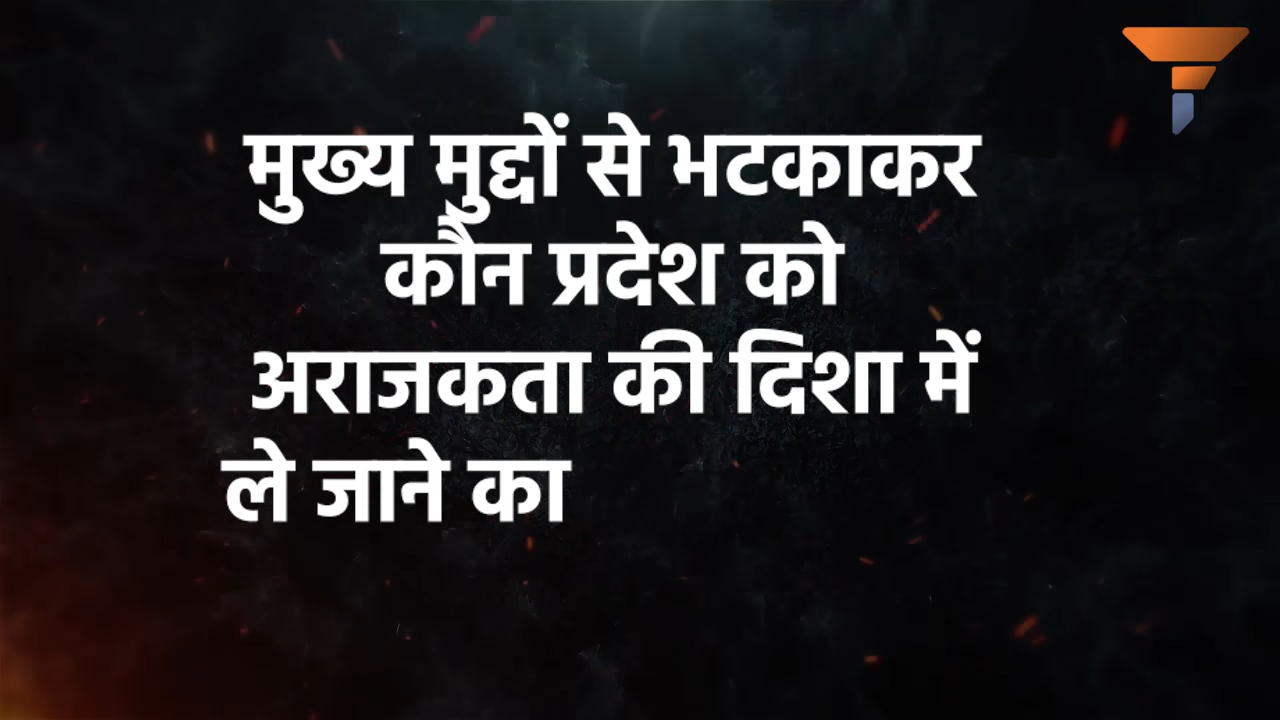 मुख्य मुद्दों से भटकाकर
कौन प्रदेश को
अराजकता की दिशा में
ले जाने का